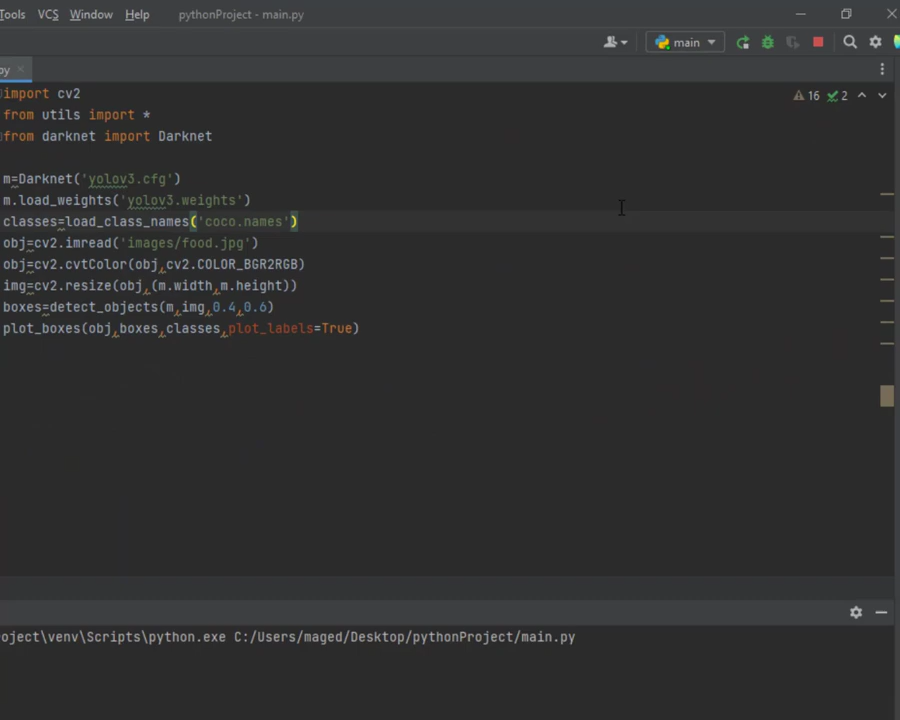 Tools VCS Window Help pythonProject - main.py
main
py
16 2
import cv2
from utils import *
from darknet import Darknet
m=Darknet('yolov3.cfg')
m.load_weights('yolov3.weights')
classes=load_class_names('coco.names')
obj=cv2.imread('images/food.jpg')
obj=cv2.cvtColor(obj,cv2.COLOR_BGR2RGB)
img=cv2.resize(obj,(m.width,m.height))
boxes=detect_objects(m,img,0.4,0.6)
plot_boxes(obj,boxes,classes,plot_labels=True)
oject\venv\Scripts\python.exe C:/Users/maged/Desktop/pythonProject/main.py